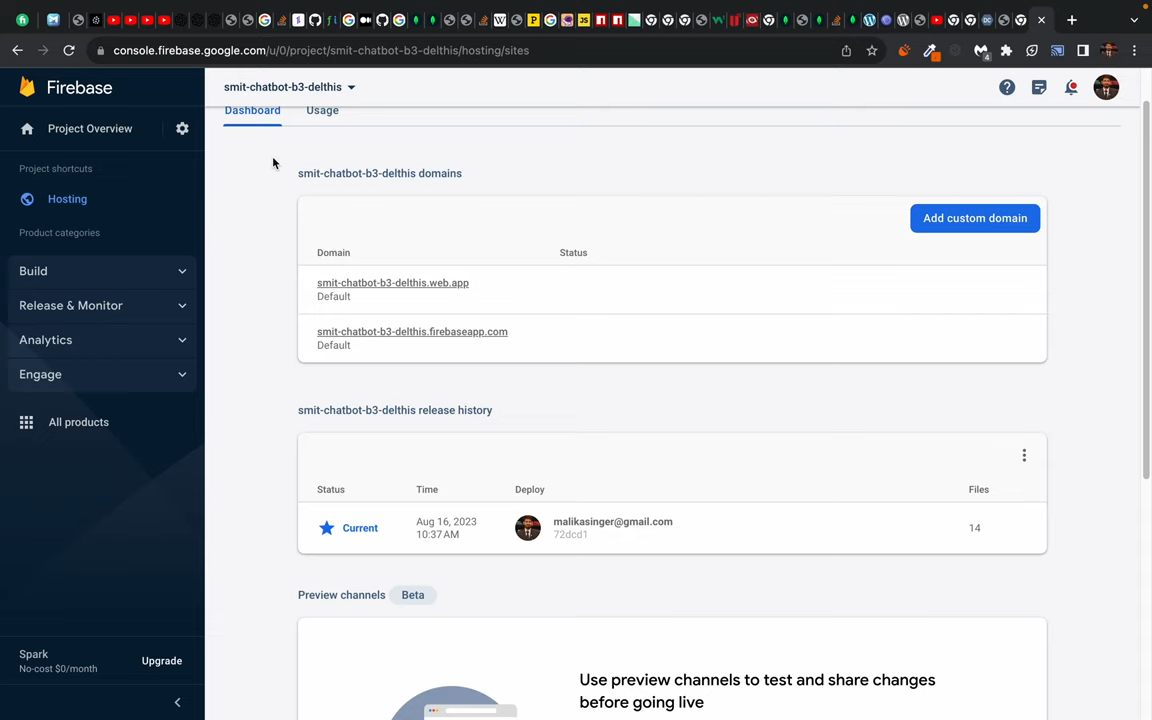 console.firebase.google.com/u/0/project/smit-chatbot-b3-delthis/hosting/sites
4
Firebase
smit-chatbot-b3-delthis
Dashboard
Usage
Project Overview
Project shortcuts
Hosting
Product categories
Build
Release & Monitor
Analytics
Engage
All products
Spark
No-cost $0/month
Upgrade
smit-chatbot-b3-delthis domains
Add custom domain
Domain
Status
smit-chatbot-b3-delthis.web.app
Default
smit-chatbot-b3-delthis.firebaseapp.com
Default
smit-chatbot-b3-delthis release history
Status
Time
Deploy
Files
Current
Aug 16, 2023
10:37 AM
malikasinger@gmail.com
72dcd1
14
Preview channels
Beta
Use preview channels to test and share changes
before going live